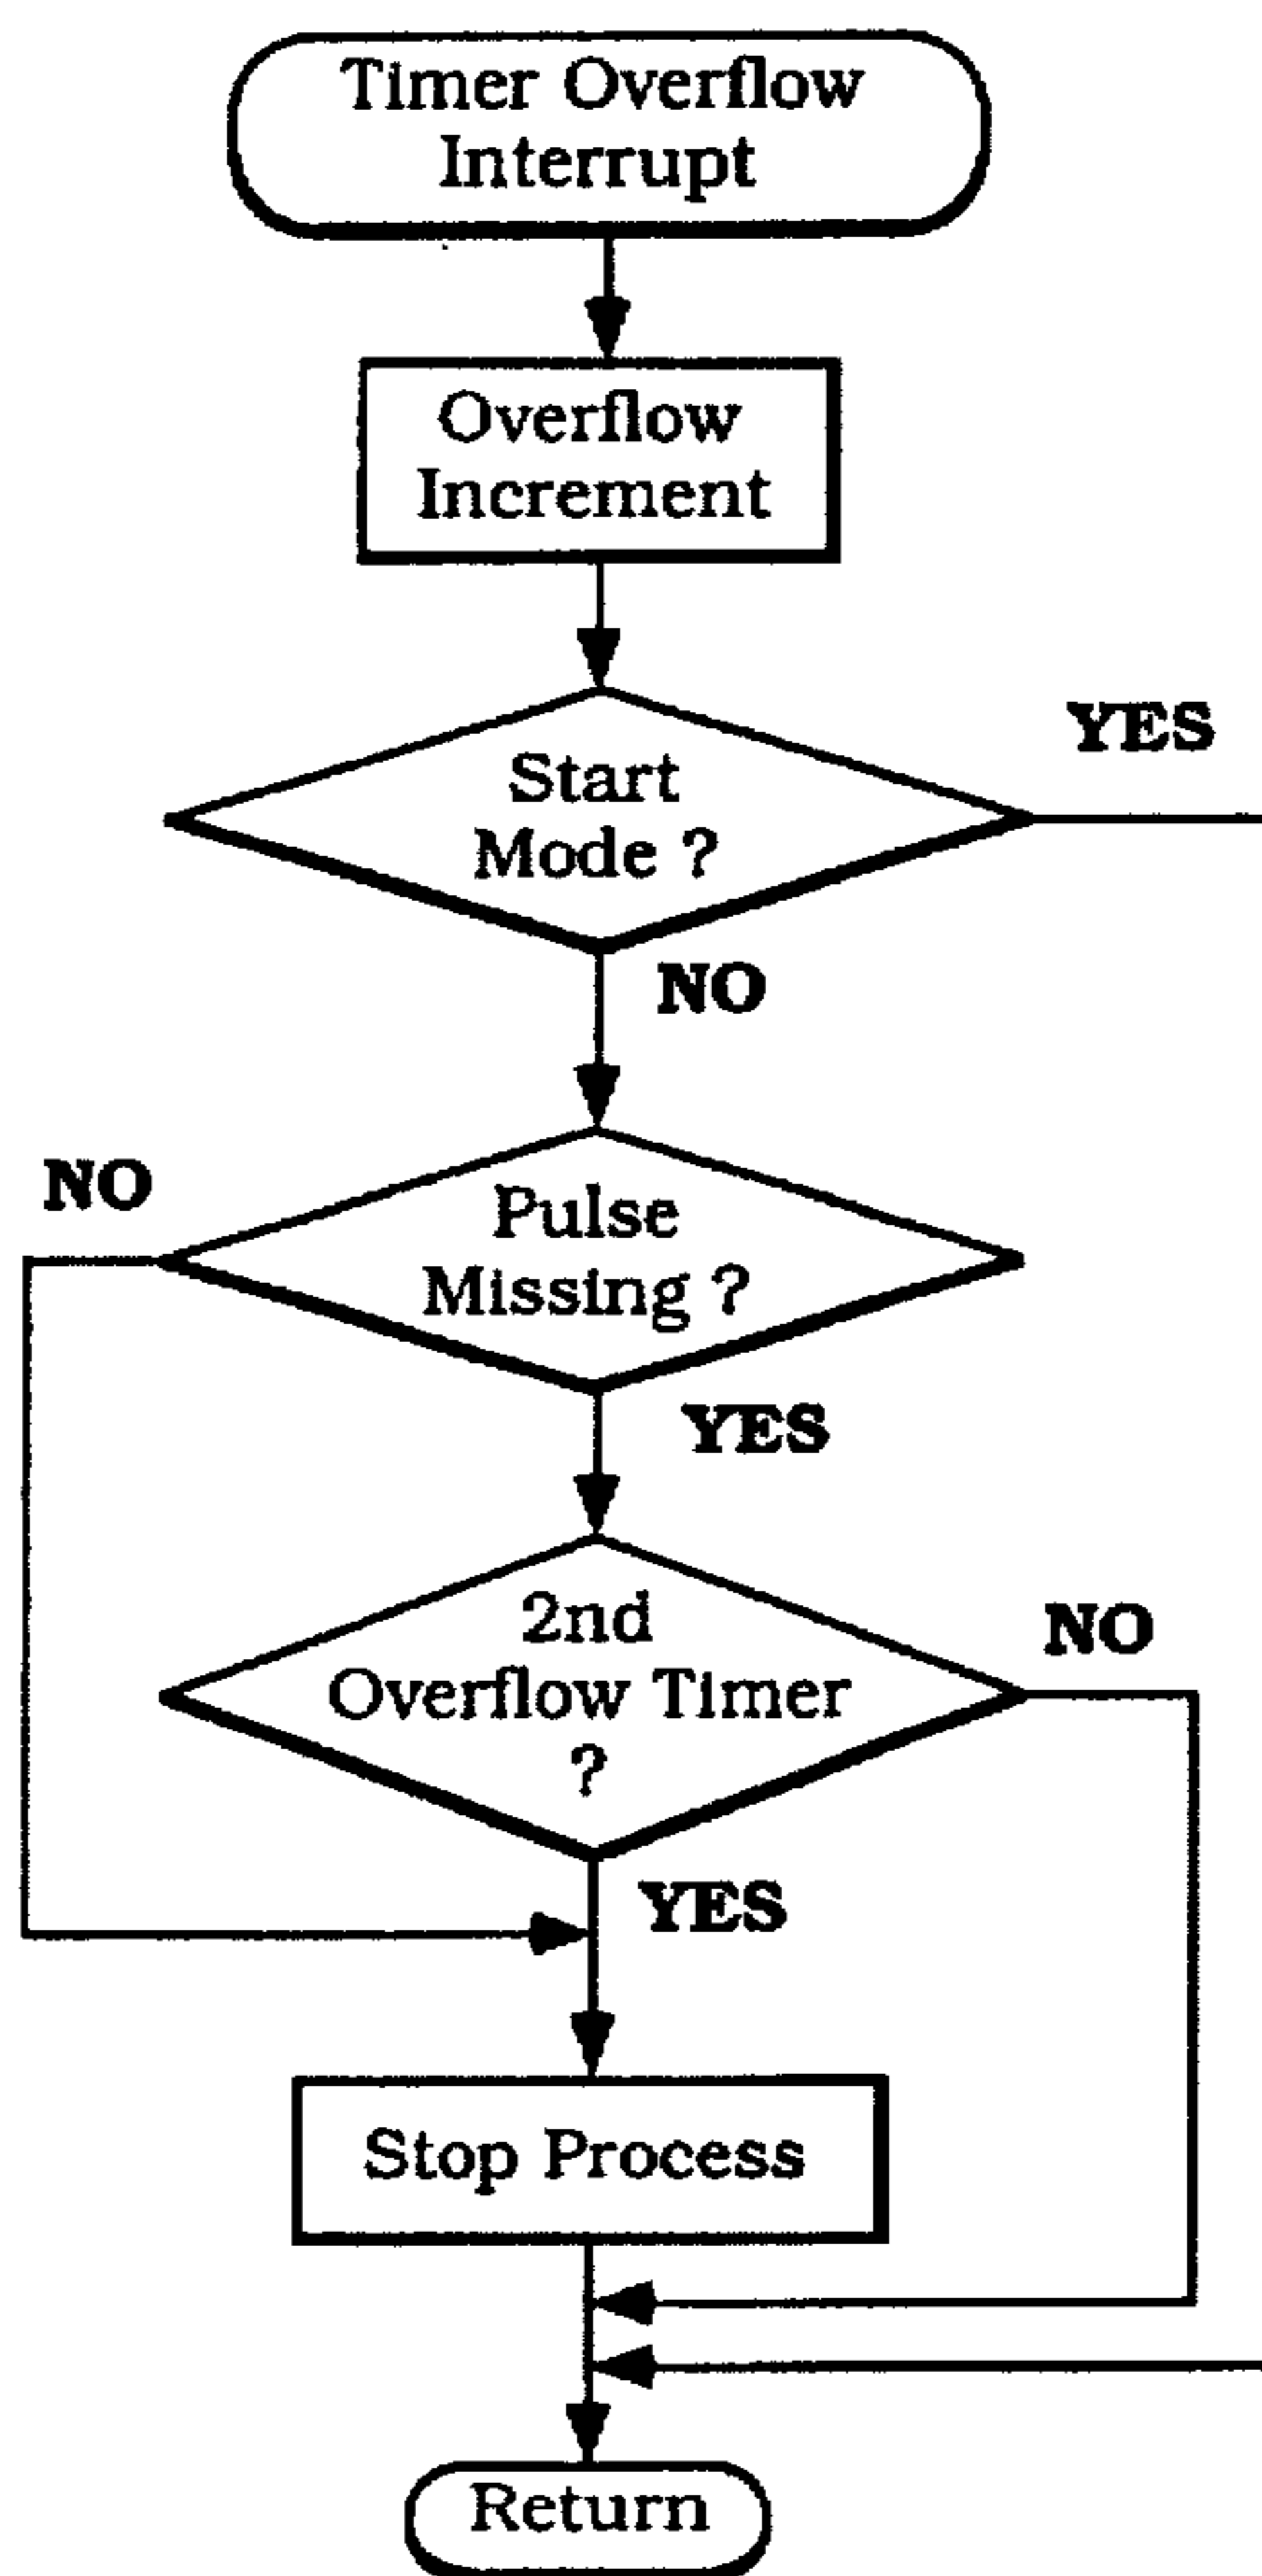 Timer Overflow
Interrupt
Overflow
Increment
Start
Mode ?
YES
NO
Pulse
Missing ?
NO
YES
2nd
Overflow Timer
?
NO
YES
Stop Process
Return